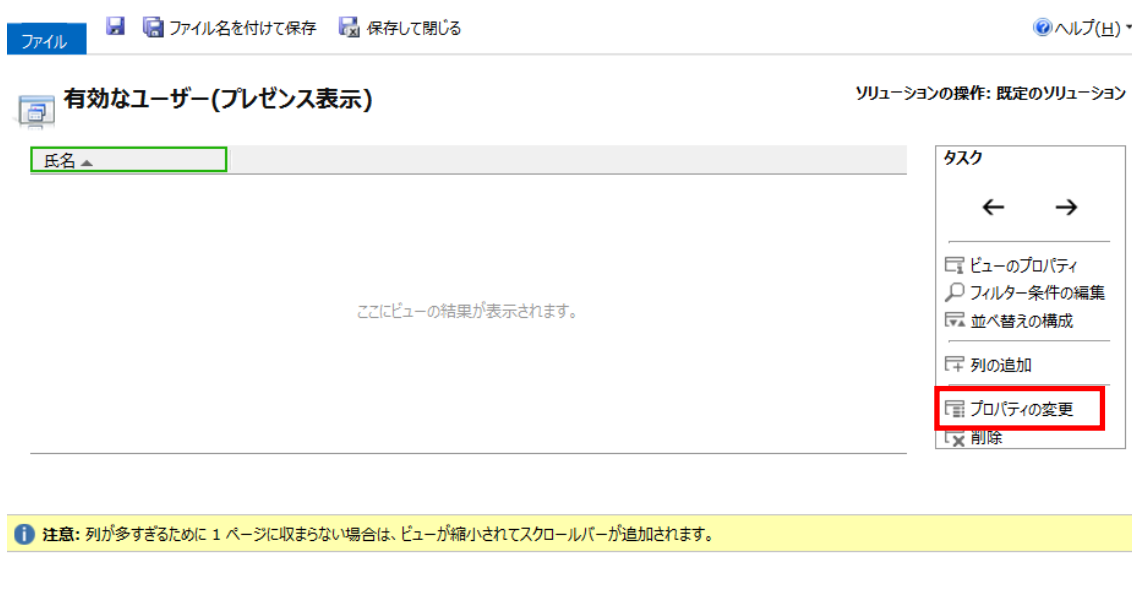 ファイル
ファイル名を付けて保存
保存して閉じる
ヘルプ(H)
有効なユーザー(プレゼンス表示)
ソリューションの操作: 既定のソリューション
氏名
ここにビューの結果が表示されます。
タスク
ビューのプロパティ
フィルター条件の編集
並べ替えの構成
列の追加
プロパティの変更
削除
注意: 列が多すぎるために 1 ページに収まらない場合は、ビューが縮小されてスクロールバーが追加されます。